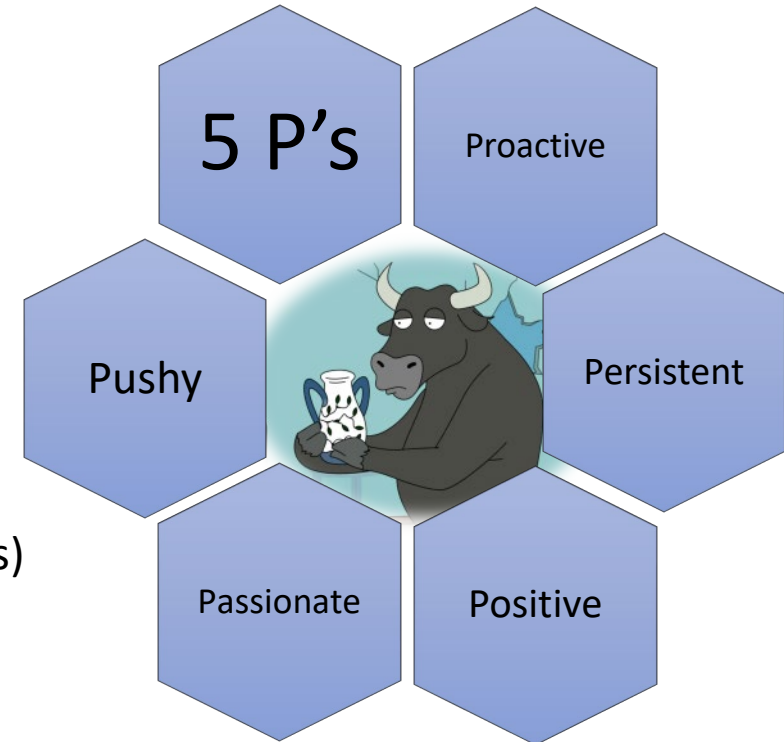 5 P’s
Proactive
Pushy
Persistent
s)
Passionate
Positive